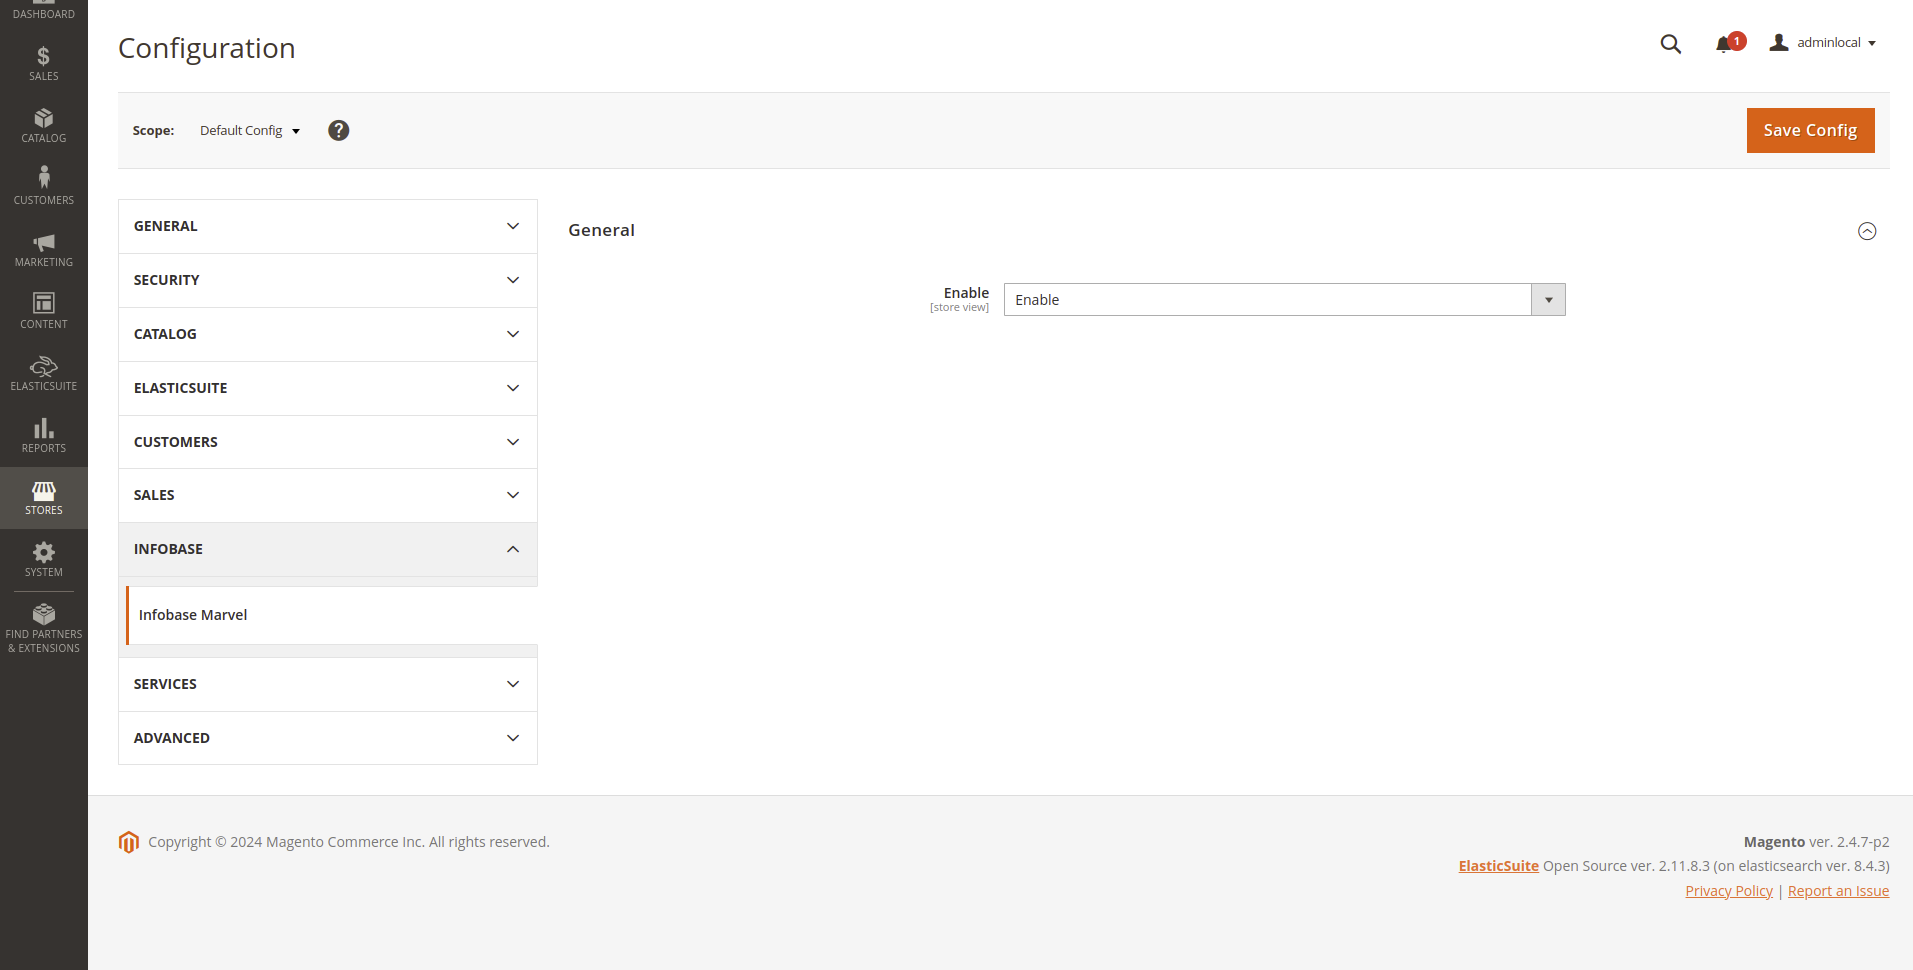 DASHBOARD
SALES
CATALOG
CUSTOMERS
MARKETING
CONTENT
ELASTICSUITE
REPORTS
STORES
SYSTEM
FIND PARTNERS
& EXTENSIONS
Configuration
1
adminlocal
Scope:
Default Config
?
Save Config
GENERAL
SECURITY
CATALOG
ELASTICSUITE
CUSTOMERS
SALES
INFOBASE
Infobase Marvel
SERVICES
ADVANCED
General
Enable
[store view]
Enable
Copyright © 2024 Magento Commerce Inc. All rights reserved.
Magento ver. 2.4.7-p2
ElasticSuite Open Source ver. 2.11.8.3 (on elasticsearch ver. 8.4.3)
Privacy Policy | Report an Issue